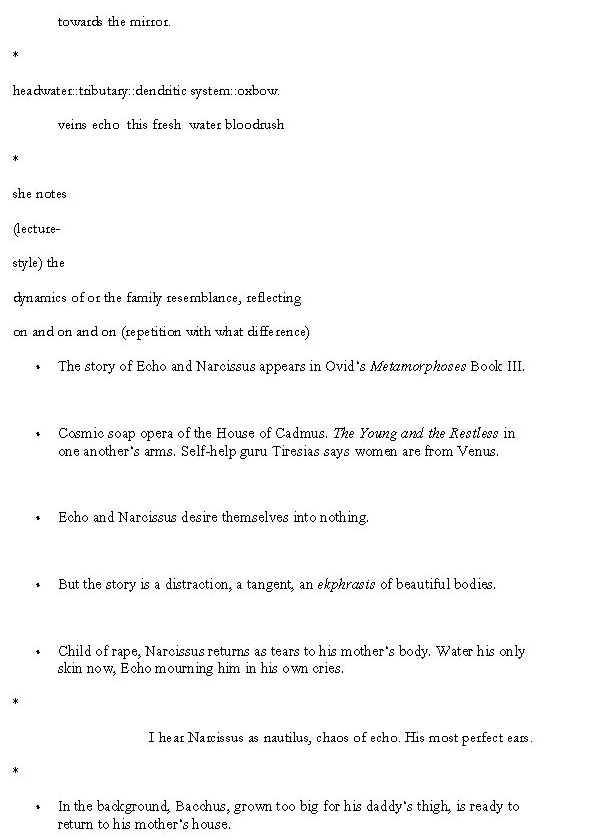 towards the mirror.
*
headwater::tributary::dendritic system::oxbow.
veins echo  this fresh  water bloodrush
*
she notes
(lecture-
style) the
dynamics of or the family resemblance, reflecting
on and on and on (repetition with what difference)
• The story of Echo and Narcissus appears in Ovid's Metamorphoses Book III.
• Cosmic soap opera of the House of Cadmus. The Young and the Restless in
one another's arms. Self-help guru Tiresias says women are from Venus.
• Echo and Narcissus desire themselves into nothing.
• But the story is a distraction, a tangent, an ekphrasis of beautiful bodies.
• Child of rape, Narcissus returns as tears to his mother's body. Water his only
skin now, Echo mourning him in his own cries.
*
I hear Narcissus as nautilus, chaos of echo. His most perfect ears.
*
• In the background, Bacchus, grown too big for his daddy's thigh, is ready to
return to his mother's house.